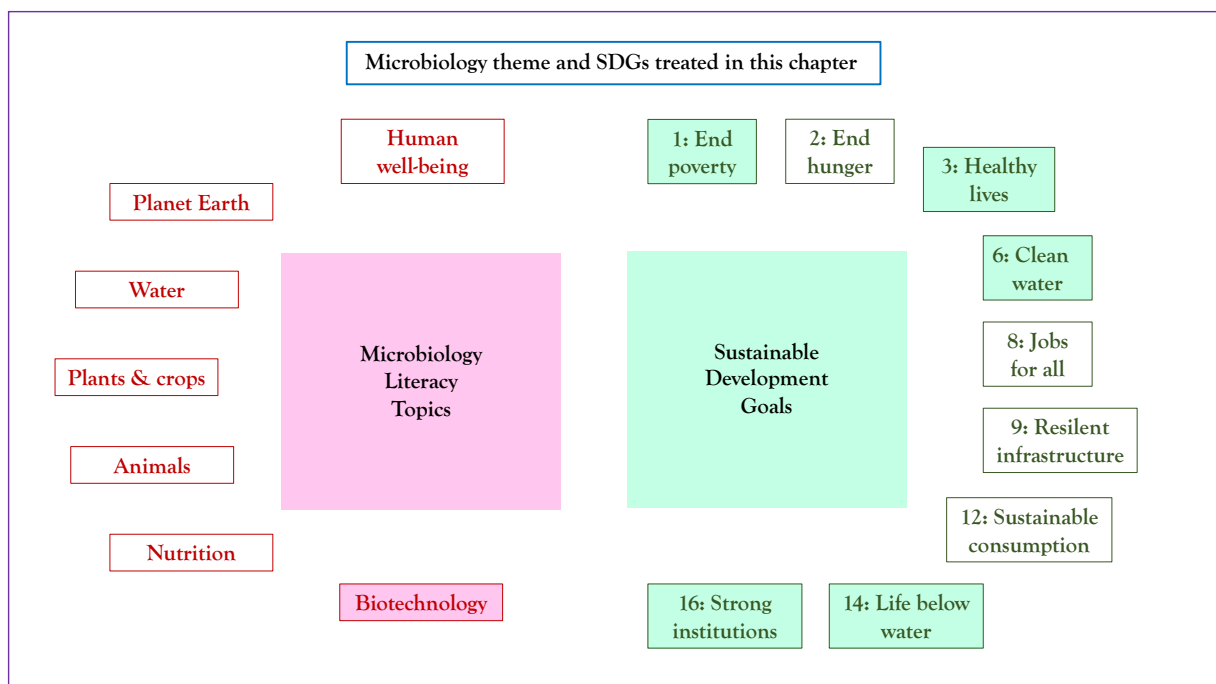 Microbiology theme and SDGs treated in this chapter
Human
well-being
Planet Earth
Water
Plants & crops
Animals
Nutrition
Biotechnology
Microbiology
Literacy
Topics
Sustainable
Development
Goals
1: End
poverty
2: End
hunger
3: Healthy
lives
6: Clean
water
8: Jobs
for all
9: Resilent
infrastructure
12: Sustainable
consumption
14: Life below
water
16: Strong
institutions